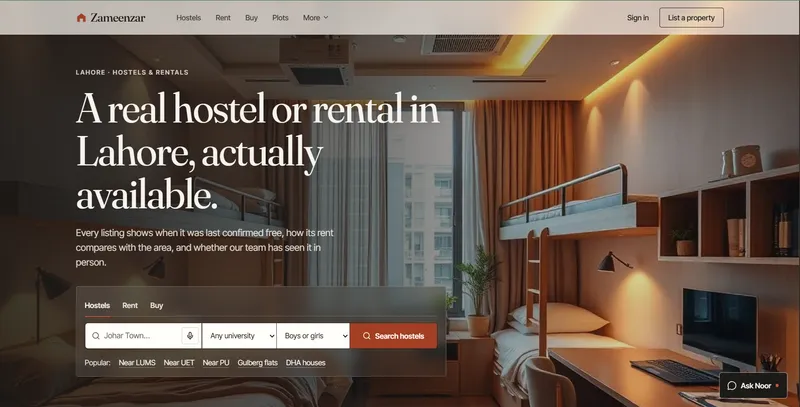 Zameenzar
Hostels Rent Buy Plots More
Sign in List a property
LAHORE · HOSTELS & RENTALS
A real hostel or rental in
Lahore, actually
available.
Every listing shows when it was last confirmed free, how its rent
compares with the area, and whether our team has seen it in
person.
Hostels Rent Buy
Johar Town... Any university Boys or girls Search hostels
Popular: Near LUMS Near UET Near PU Gulberg flats DHA houses
Ask Noor